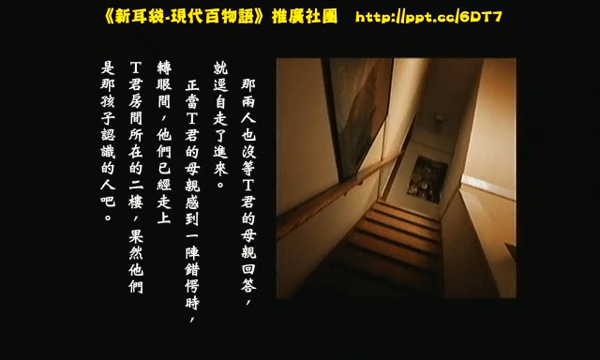 《新耳袋-現代百物語》推廣社團 http://ppt.cc/6DT7
那兩人也沒等T君的母親回答，
就逕自走了進來。
正當T君的母親感到一陣錯愕時，
轉眼間，他們已經走上
T君房間所在的二樓，果然他們
是那孩子認識的人吧。